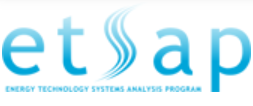 etsap
ENERGY TECHNOLOGY SYSTEMS ANALYSIS PROGRAM